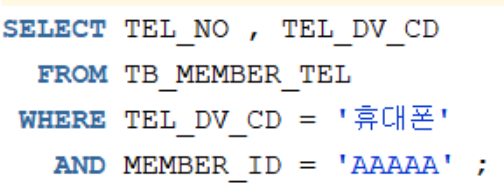 SELECT TEL_NO , TEL_DV_CD
FROM TB_MEMBER_TEL
WHERE TEL_DV_CD = '휴대폰'
AND MEMBER_ID = 'AAAAA' ;